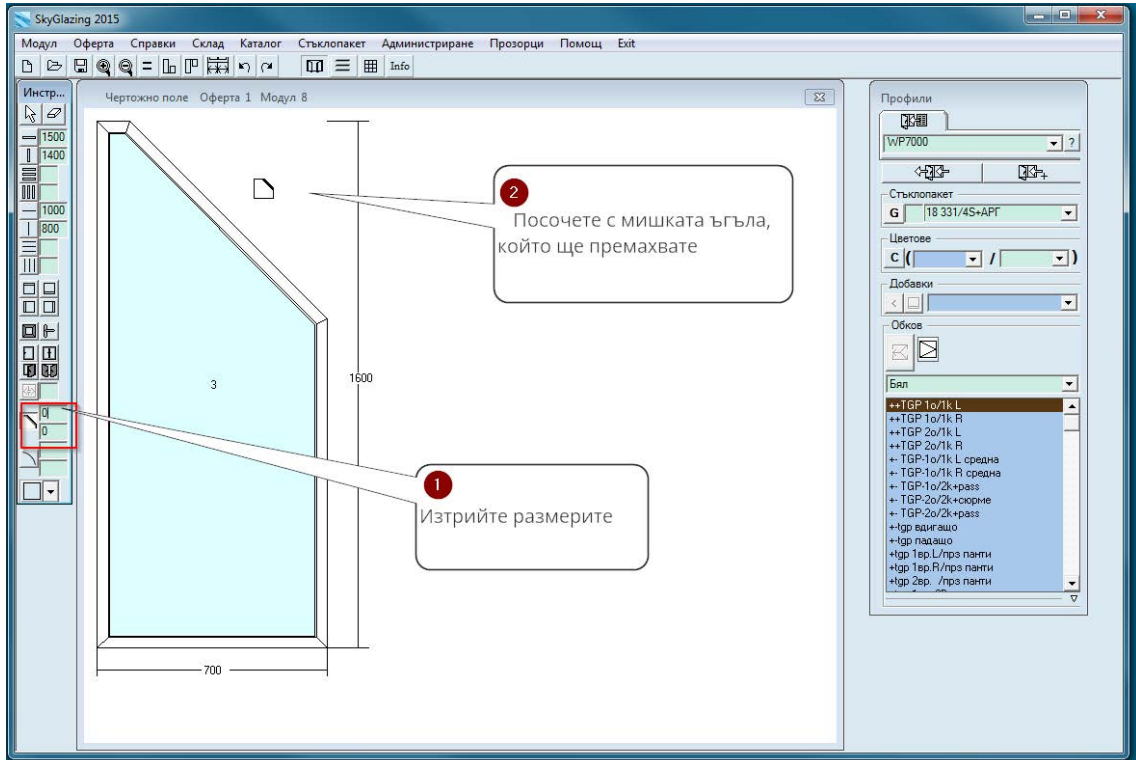 SkyGlazing 2015
Модул Оферта Справки Склад Каталог Стъклопакет Администриране Прозорци Помощ Exit
Info
Инстр...
1500
1400
1000
800
0
0
Чертожно поле Оферта 1 Модул 8
3
1600
700
2
Посочете с мишката ъгъла,
който ще премахвате
1
Изтрийте размерите
Профили
WP7000
?
Стъклопакет
G 18 331/4S+АРГ
Цветове
C ( / )
Добавки
<
Обков
Бял
++TGP 1o/1k L
++TGP 1o/1k R
++TGP 2o/1k L
++TGP 2o/1k R
+- TGP-1o/1k L средна
+- TGP-1o/1k R средна
+- TGP-1o/2k+pass
+- TGP-2o/2k+сюрме
+- TGP-2o/2k+pass
+-tgp вдигащо
+-tgp падащо
+tgp 1вр.L/прз панти
+tgp 1вр.R/прз панти
+tgp 2вр. /прз панти